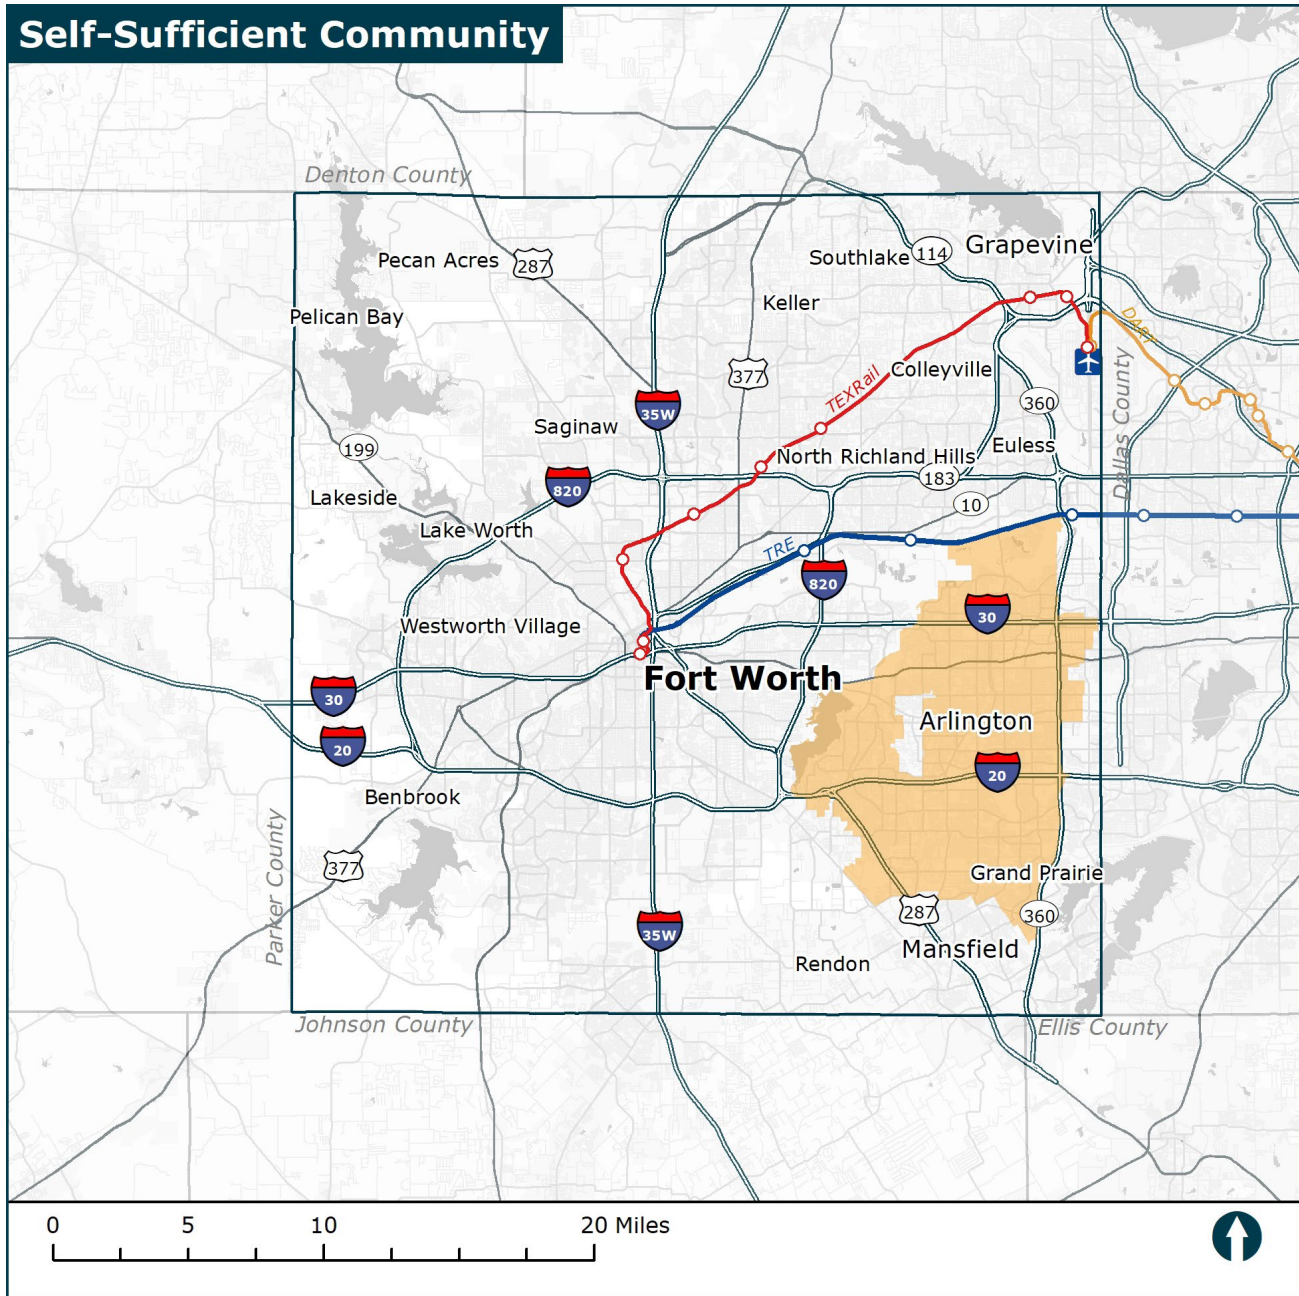 Self-Sufficient Community
Denton County
Pecan Acres
287
Southlake
114
Grapevine
Keller
Pelican Bay
DART
377
TEXRail
Colleyville
35W
360
Dallas County
Saginaw
199
North Richland Hills
Euless
183
820
Lakeside
10
Lake Worth
TRE
820
30
Westworth Village
Fort Worth
30
Arlington
20
20
Benbrook
Parker County
377
Grand Prairie
287
360
35W
Mansfield
Rendon
Johnson County
Ellis County
0 5 10 20 Miles